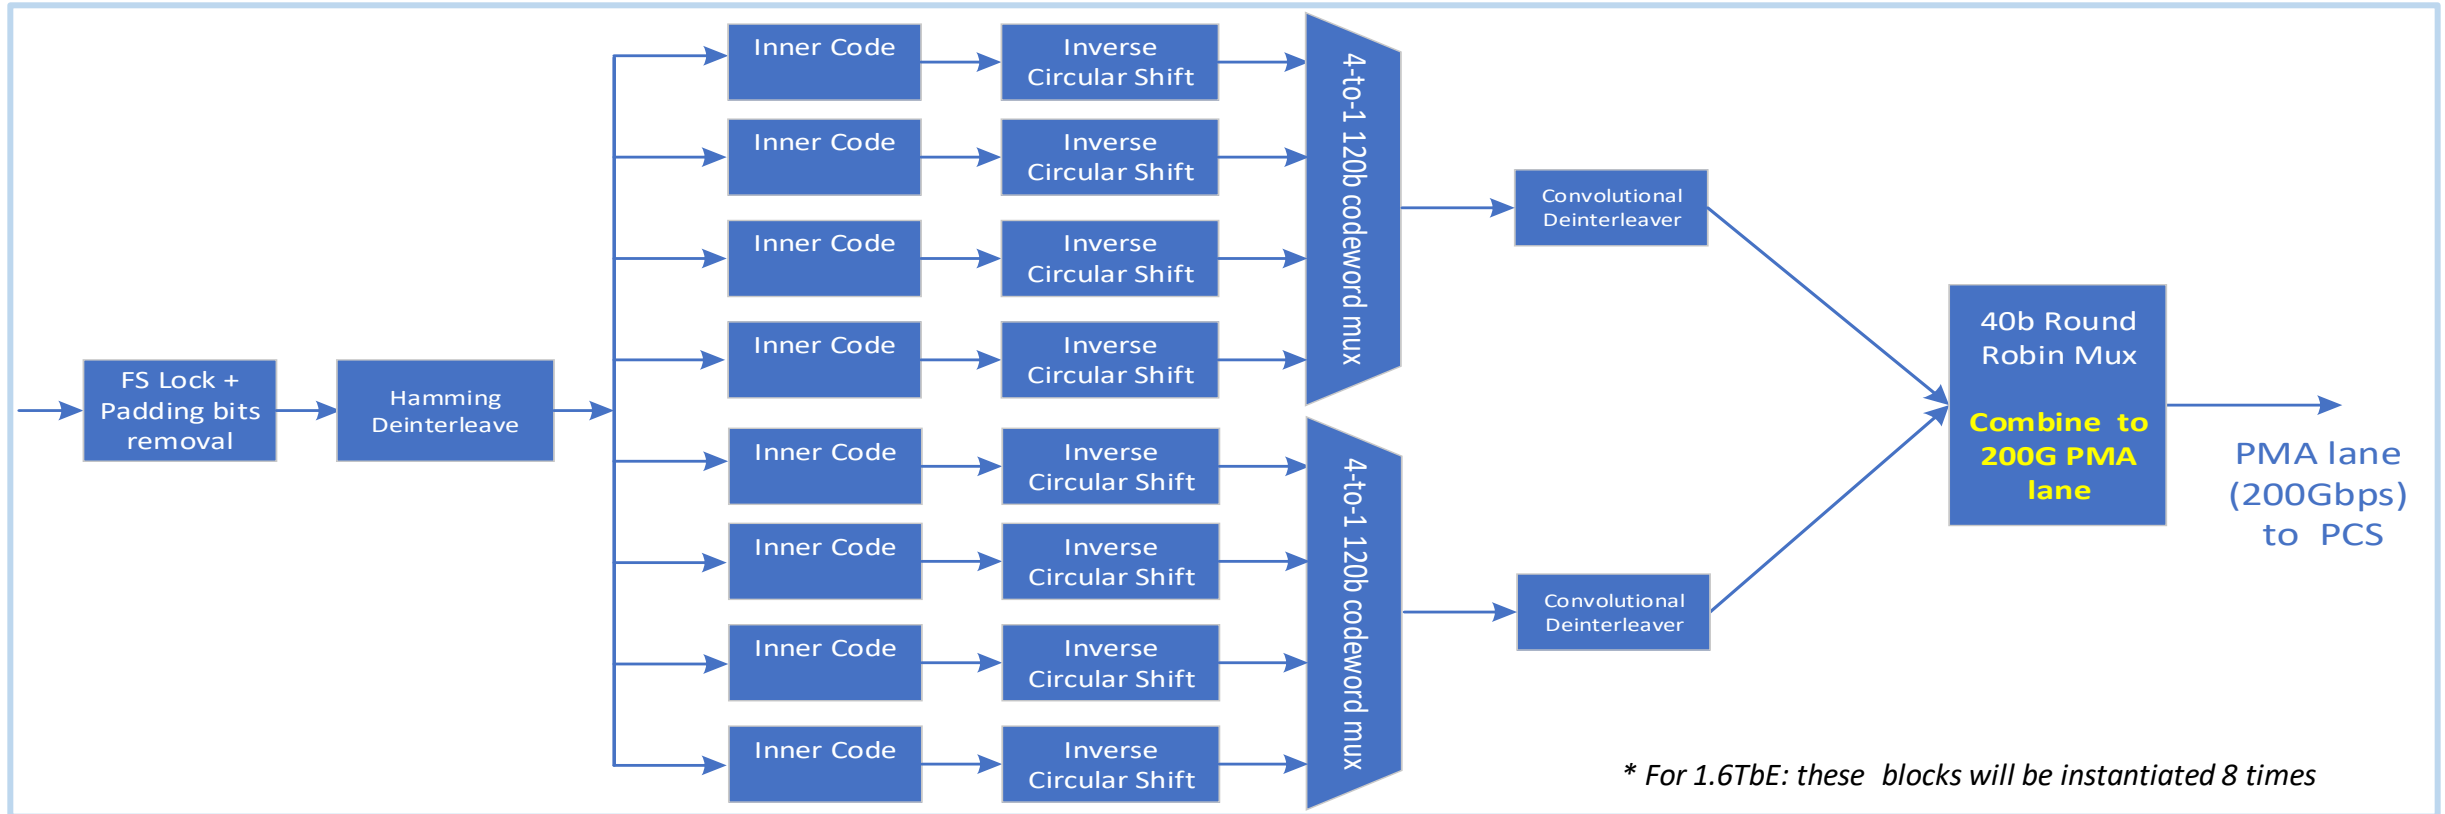 FS Lock +
Padding bits
removal
Hamming
Deinterleave
Inner Code
Inverse
Circular Shift
Inner Code
Inverse
Circular Shift
Inner Code
Inverse
Circular Shift
Inner Code
Inverse
Circular Shift
4-to-1 120b codeword mux
Inner Code
Inverse
Circular Shift
Inner Code
Inverse
Circular Shift
Inner Code
Inverse
Circular Shift
Inner Code
Inverse
Circular Shift
4-to-1 120b codeword mux
Convolutional
Deinterleaver
Convolutional
Deinterleaver
40b Round
Robin Mux
Combine to
200G PMA
lane
PMA lane
(200Gbps)
to PCS
* For 1.6TbE: these blocks will be instantiated 8 times